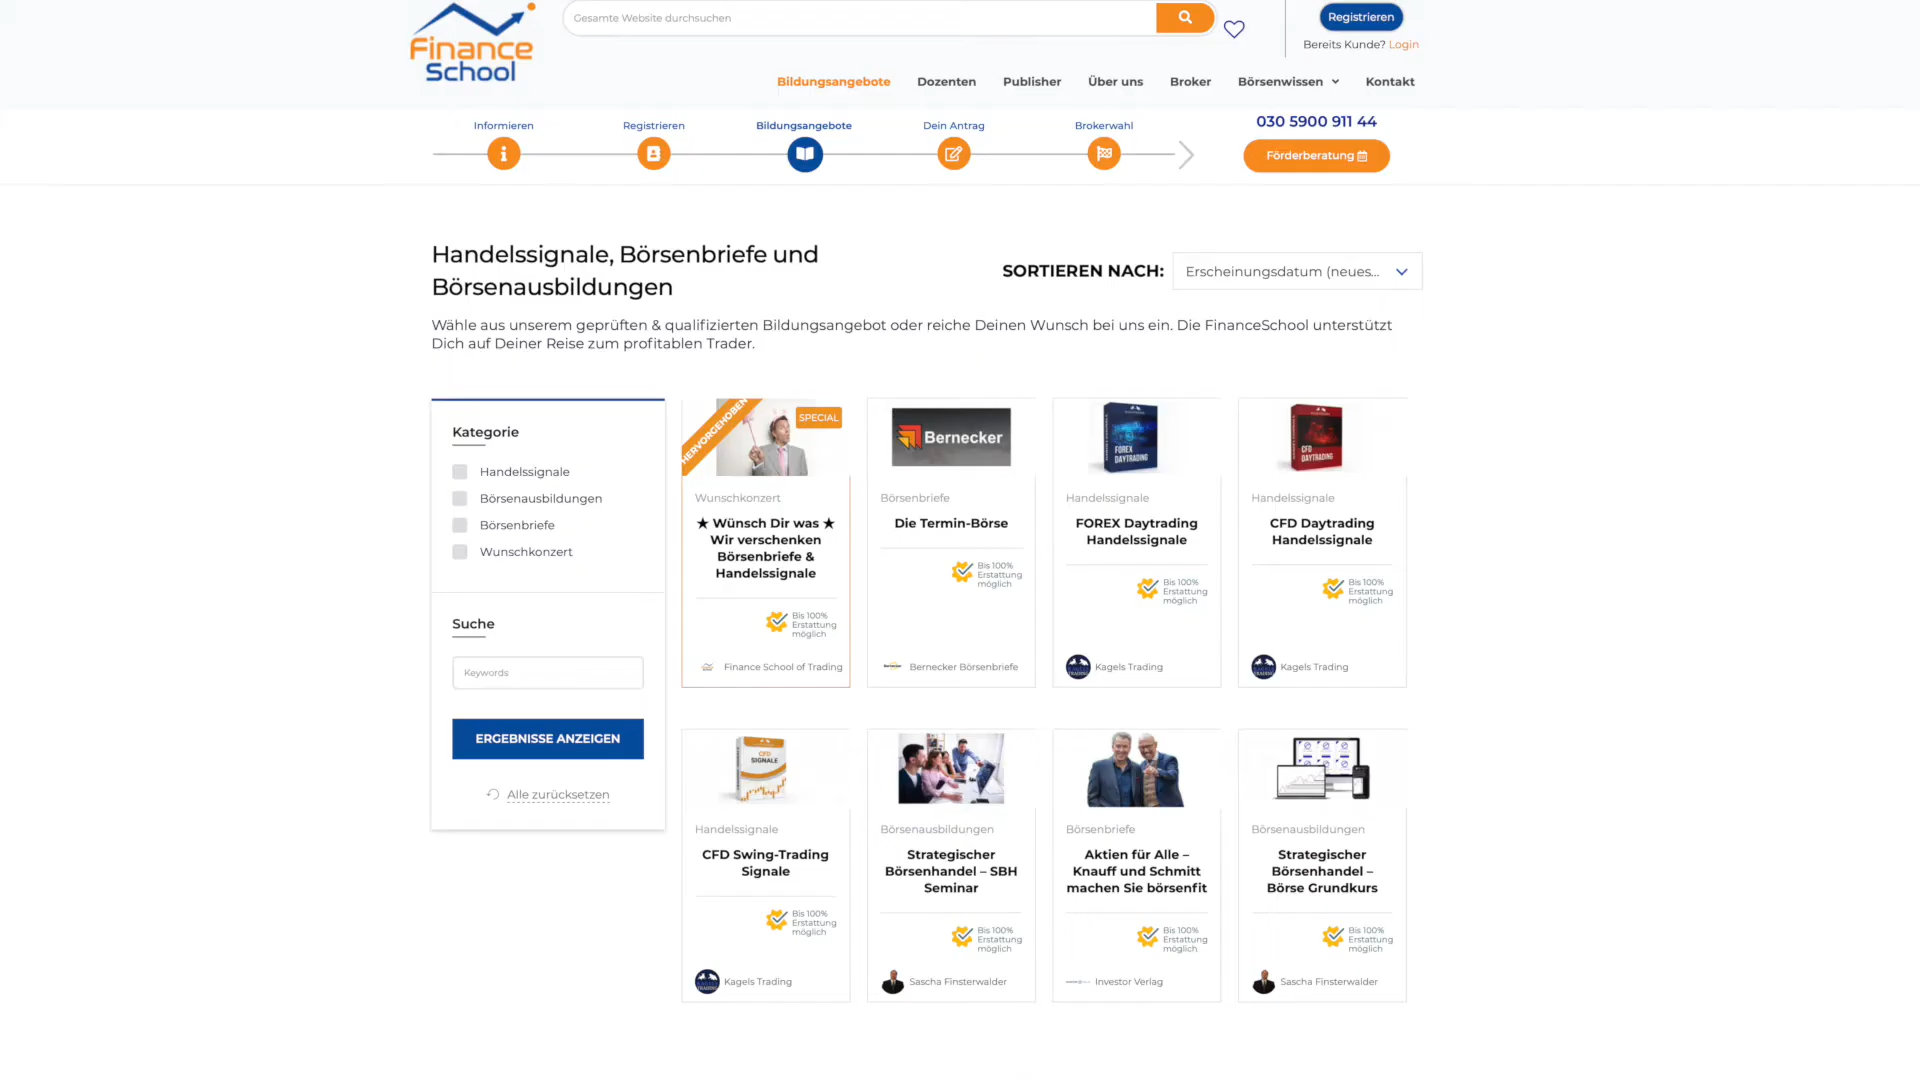 Finance
School
Gesamte Website durchsuchen
Registrieren
Bereits Kunde? Login
Bildungsangebote
Dozenten
Publisher
Über uns
Broker
Börsenwissen
Kontakt
Informieren
Registrieren
Bildungsangebote
Dein Antrag
Brokerwahl
030 5900 911 44
Förderberatung
Handelssignale, Börsenbriefe und
Börsenausbildungen
SORTIEREN NACH:
Erscheinungsdatum (neues...
Wähle aus unserem geprüften & qualifizierten Bildungsangebot oder reiche Deinen Wunsch bei uns ein. Die FinanceSchool unterstützt
Dich auf Deiner Reise zum profitablen Trader.
Kategorie
Handelssignale
Börsenausbildungen
Börsenbriefe
Wunschkonzert
Suche
Keywords
ERGEBNISSE ANZEIGEN
Alle zurücksetzen
HERVORGEHOBEN
SPECIAL
Wunschkonzert
★ Wünsch Dir was ★
Wir verschenken
Börsenbriefe &
Handelssignale
Bis 100%
Erstattung
möglich
Finance School of Trading
Bernecker
Börsenbriefe
Die Termin-Börse
Bis 100%
Erstattung
möglich
Bernecker Börsenbriefe
FOREX
DAYTRADING
Handelssignale
FOREX Daytrading
Handelssignale
Bis 100%
Erstattung
möglich
Kagels Trading
CFD
DAYTRADING
Handelssignale
CFD Daytrading
Handelssignale
Bis 100%
Erstattung
möglich
Kagels Trading
CFD
SIGNALE
Handelssignale
CFD Swing-Trading
Signale
Bis 100%
Erstattung
möglich
Kagels Trading
Börsenausbildungen
Strategischer
Börsenhandel – SBH
Seminar
Bis 100%
Erstattung
möglich
Sascha Finsterwalder
Börsenbriefe
Aktien für Alle –
Knauff und Schmitt
machen Sie börsenfit
Bis 100%
Erstattung
möglich
Investor Verlag
Börsenausbildungen
Strategischer
Börsenhandel –
Börse Grundkurs
Bis 100%
Erstattung
möglich
Sascha Finsterwalder